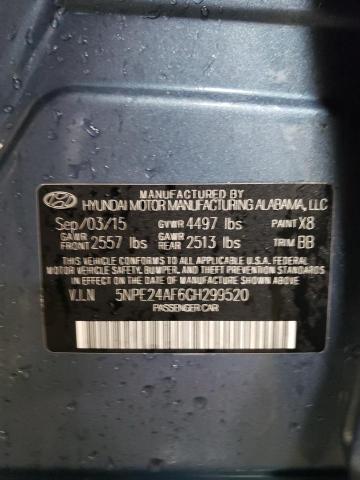 MANUFACTURED BY
HYUNDAI MOTOR MANUFACTURING ALABAMA, LLC
Sep/03/15 GVWR 4497 lbs PAINT X8
GAWR FRONT 2557 lbs GAWR REAR 2513 lbs TRIM BB
THIS VEHICLE CONFORMS TO ALL APPLICABLE U.S.A. FEDERAL
MOTOR VEHICLE SAFETY, BUMPER, AND THEFT PREVENTION STANDARDS
IN EFFECT ON THE DATE OF MANUFACTURE SHOWN ABOVE.
V.I.N 5NPE24AF6GH299520
PASSENGER CAR